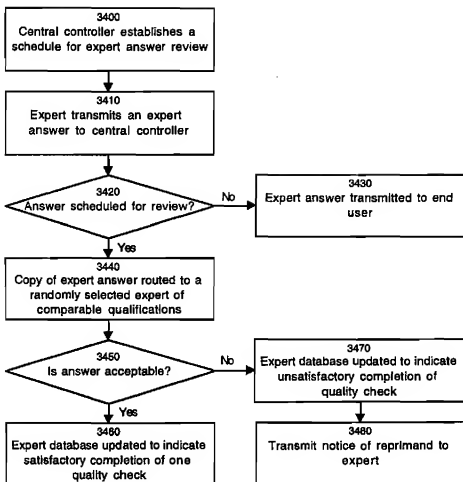 3400
Central controller establishes a
schedule for expert answer review
3410
Expert transmits an expert
answer to central controller
3420
Answer scheduled for review?
No
3430
Expert answer transmitted to end
user
Yes
3440
Copy of expert answer routed to a
randomly selected expert of
comparable qualifications
3450
Is answer acceptable?
No
3470
Expert database updated to indicate
unsatisfactory completion of
quality check
Yes
3460
Expert database updated to indicate
satisfactory completion of one
quality check
3480
Transmit notice of reprimand to
expert